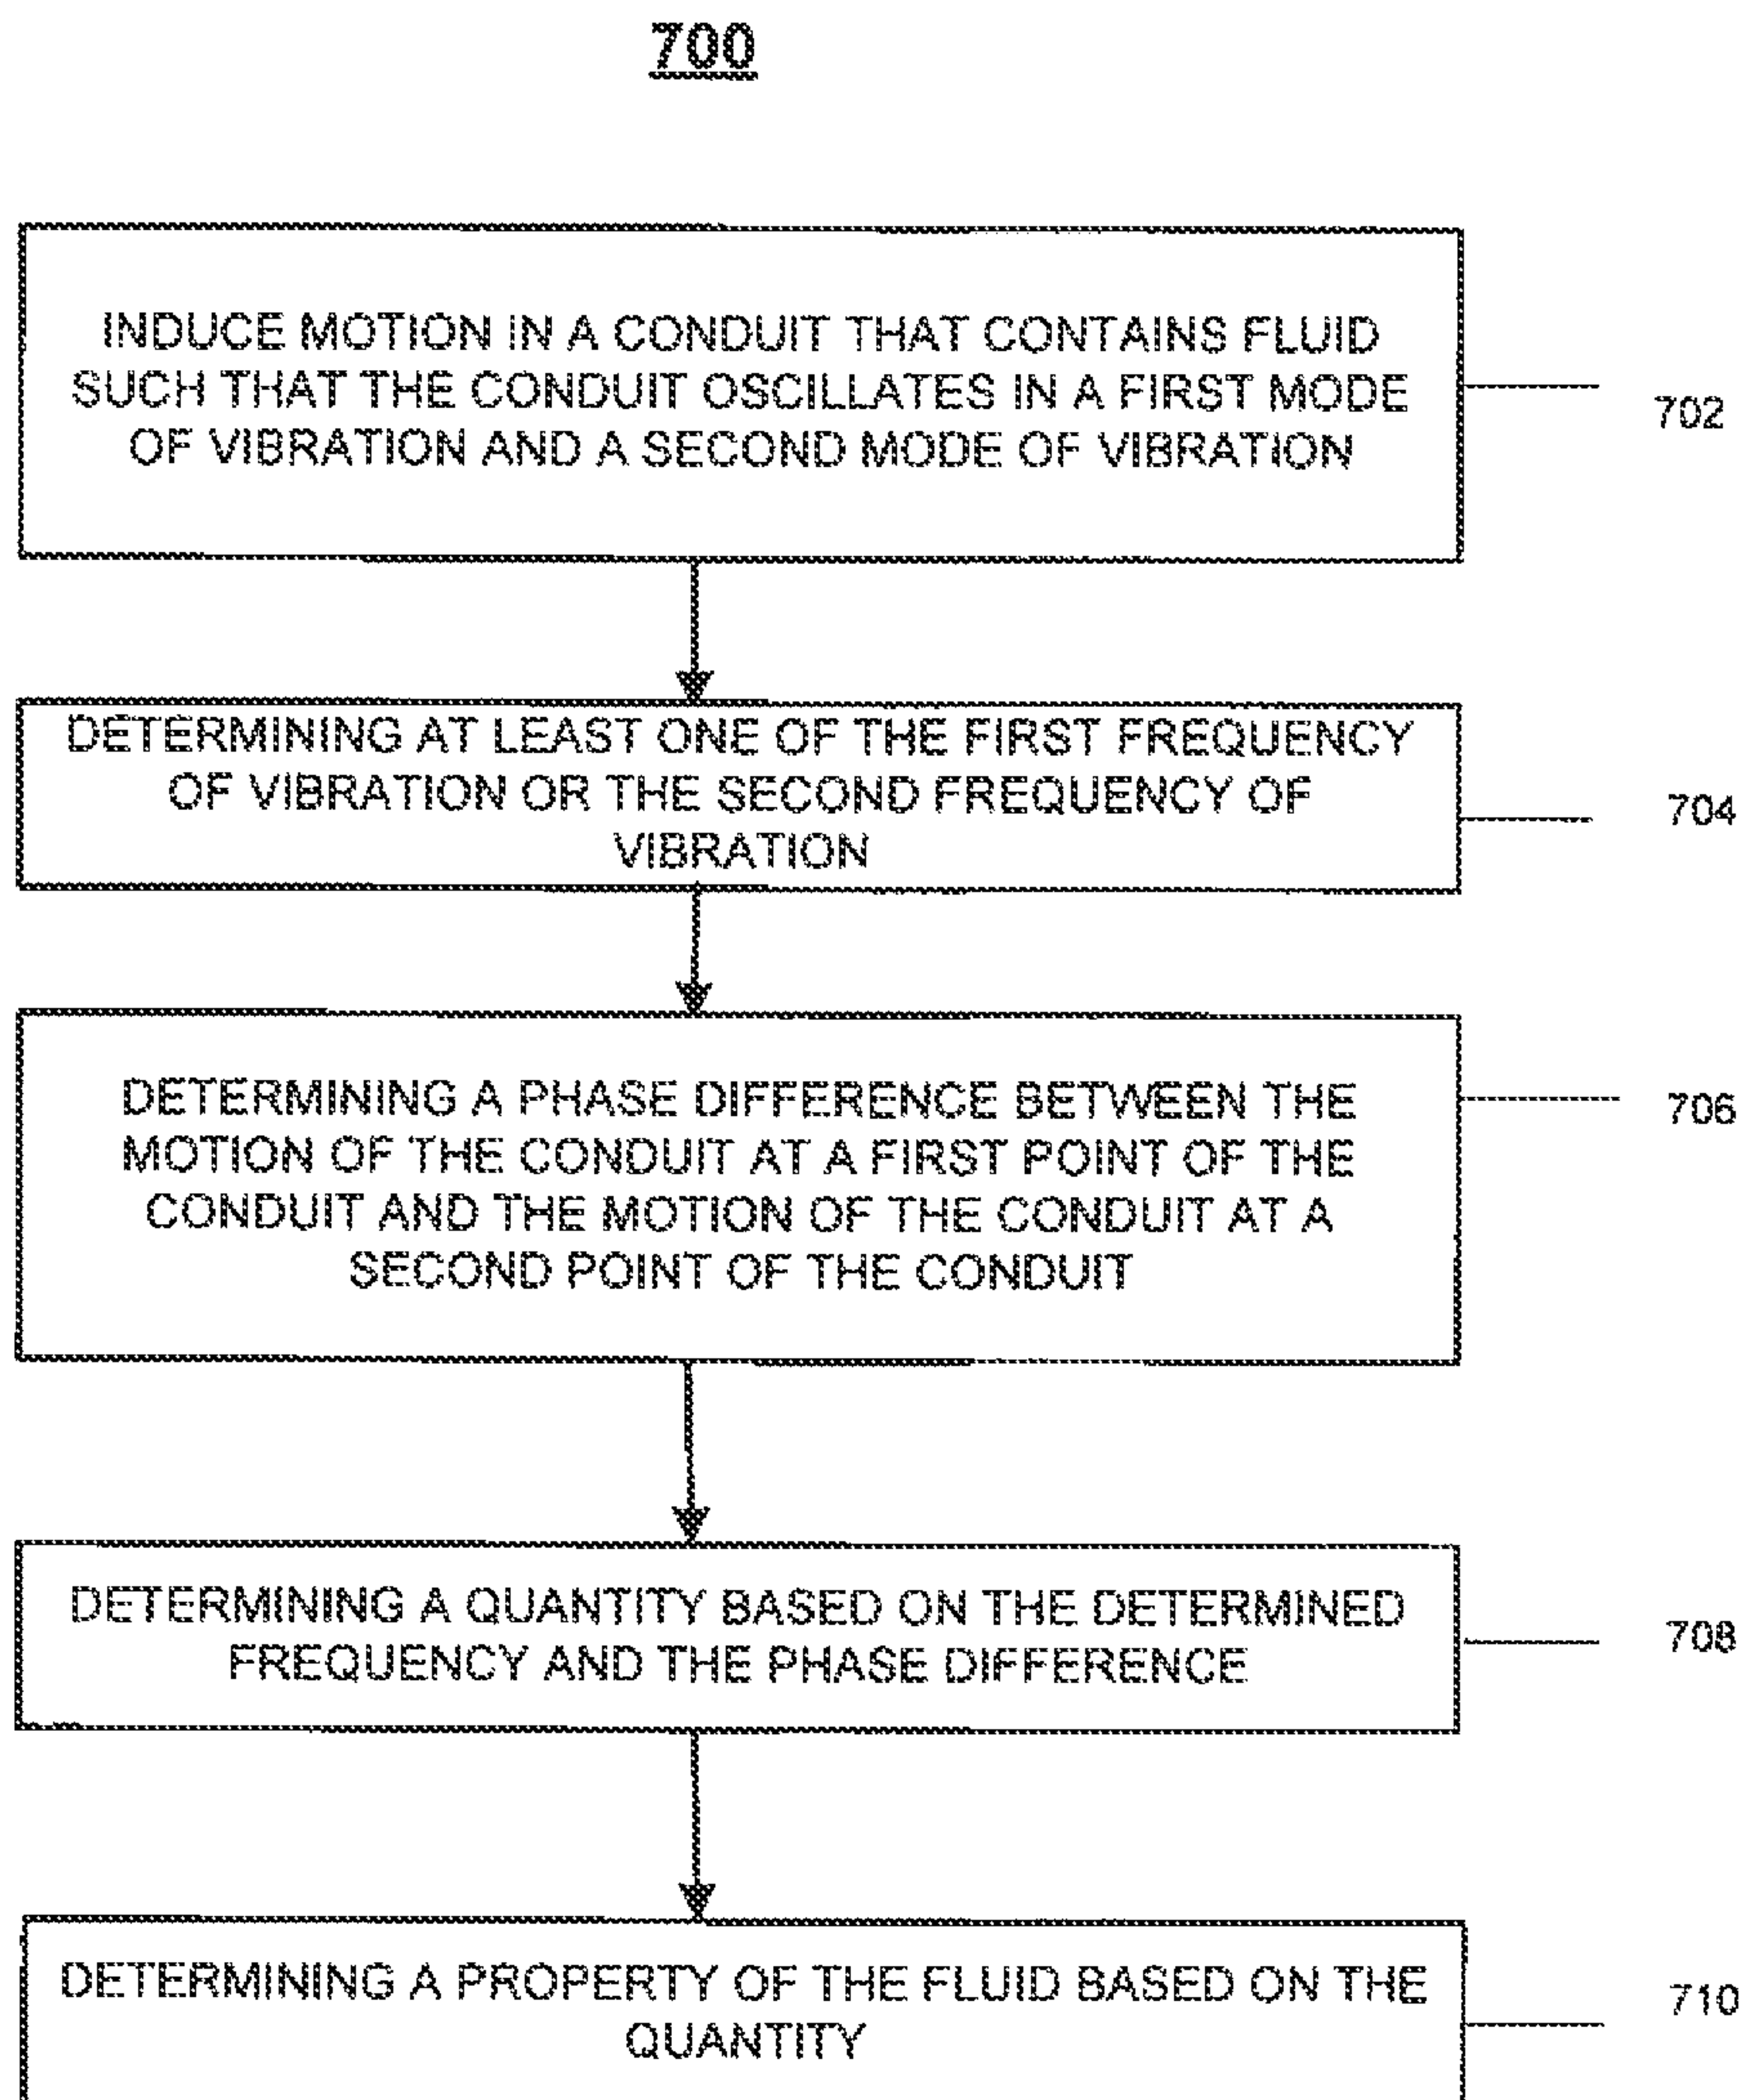 700
INDUCE MOTION IN A CONDUIT THAT CONTAINS FLUID
SUCH THAT THE CONDUIT OSCILLATES IN A FIRST MODE
OF VIBRATION AND A SECOND MODE OF VIBRATION
702
DETERMINING AT LEAST ONE OF THE FIRST FREQUENCY
OF VIBRATION OR THE SECOND FREQUENCY OF
VIBRATION
704
DETERMINING A PHASE DIFFERENCE BETWEEN THE
MOTION OF THE CONDUIT AT A FIRST POINT OF THE
CONDUIT AND THE MOTION OF THE CONDUIT AT A
SECOND POINT OF THE CONDUIT
706
DETERMINING A QUANTITY BASED ON THE DETERMINED
FREQUENCY AND THE PHASE DIFFERENCE
708
DETERMINING A PROPERTY OF THE FLUID BASED ON THE
QUANTITY
710